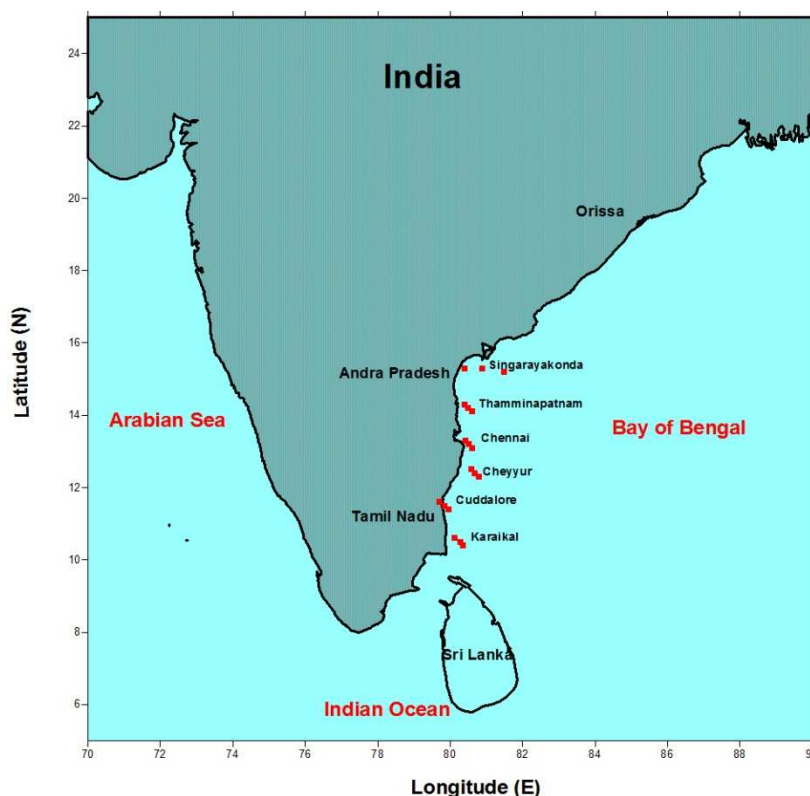 24
India
22
20
Orissa
18
Latitude (N)
16
Singarayakonda
Andra Pradesh
Thamminapatnam
14
Arabian Sea
Bay of Bengal
Chennai
Cheyyur
12
Cuddalore
Tamil Nadu
Karaikal
10
8
Sri Lanka
6
Indian Ocean
70 72 74 76 78 80 82 84 86 88
Longitude (E)